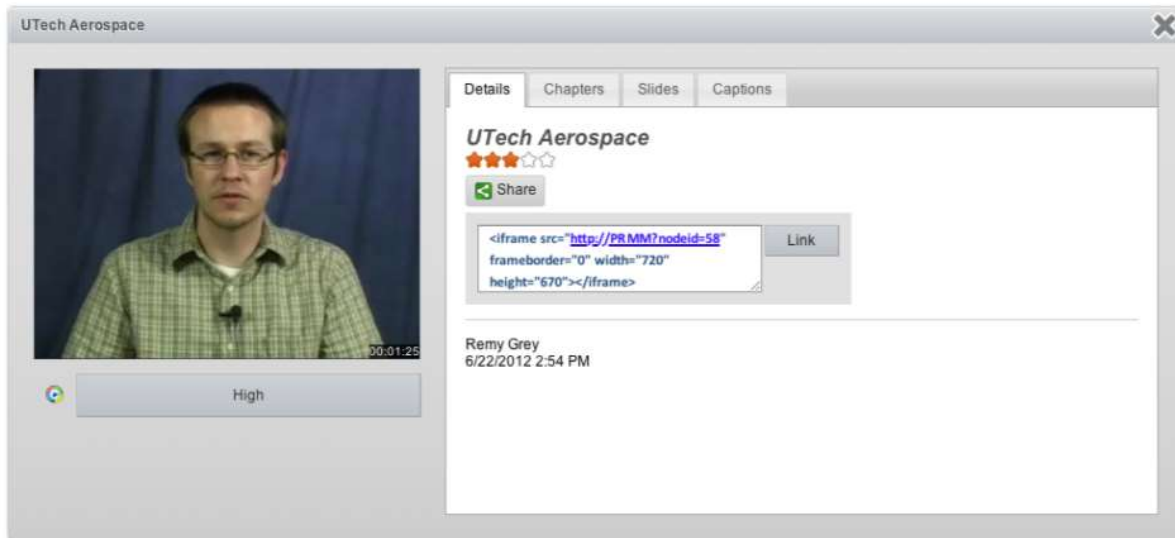 UTech Aerospace
00:01:25
High
Details Chapters Slides Captions
UTech Aerospace
Share
<iframe src="http://PRMM?nodeid=58"
frameborder="0" width="720"
height="670"></iframe>
Link
Remy Grey
6/22/2012 2:54 PM